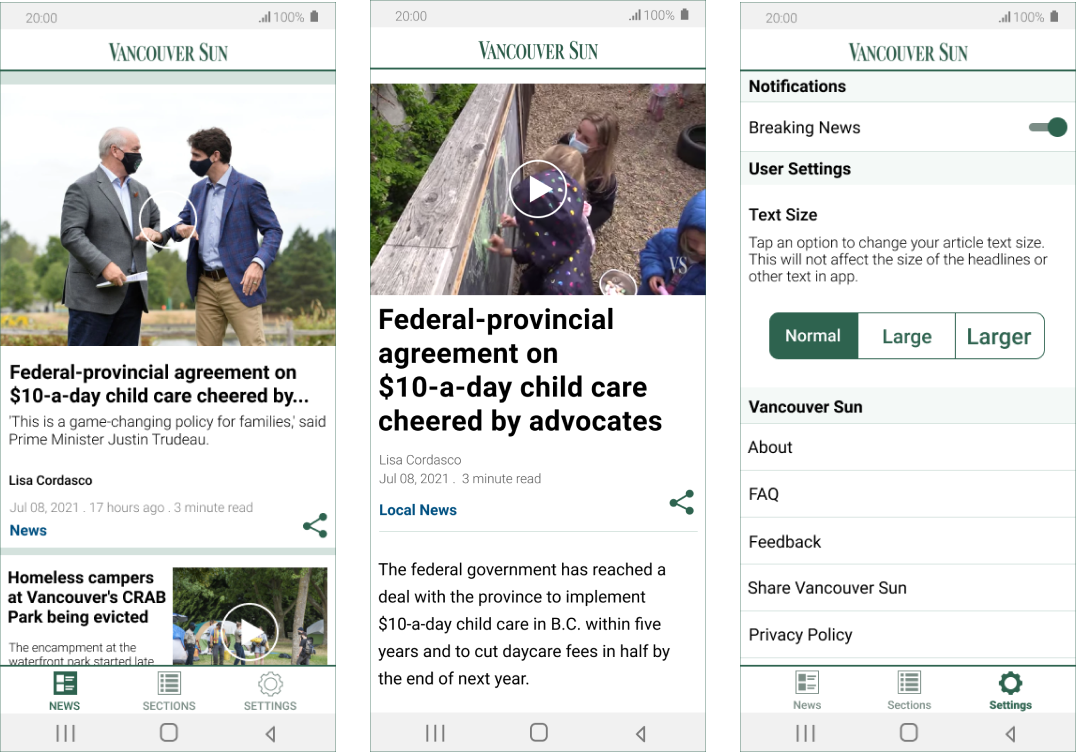 20:00
100%
VANCOUVER SUN
Federal-provincial agreement on
$10-a-day child care cheered by...
'This is a game-changing policy for families,' said
Prime Minister Justin Trudeau.
Lisa Cordasco
Jul 08, 2021 . 17 hours ago . 3 minute read
News
Homeless campers
at Vancouver's CRAB
Park being evicted
The encampment at the
waterfront park started late
NEWS
SECTIONS
SETTINGS
20:00
100%
VANCOUVER SUN
VS
Federal-provincial
agreement on
$10-a-day child care
cheered by advocates
Lisa Cordasco
Jul 08, 2021 . 3 minute read
Local News
The federal government has reached a
deal with the province to implement
$10-a-day child care in B.C. within five
years and to cut daycare fees in half by
the end of next year.
20:00
100%
VANCOUVER SUN
Notifications
Breaking News
User Settings
Text Size
Tap an option to change your article text size.
This will not affect the size of the headlines or
other text in app.
Normal
Large
Larger
Vancouver Sun
About
FAQ
Feedback
Share Vancouver Sun
Privacy Policy
News
Sections
Settings